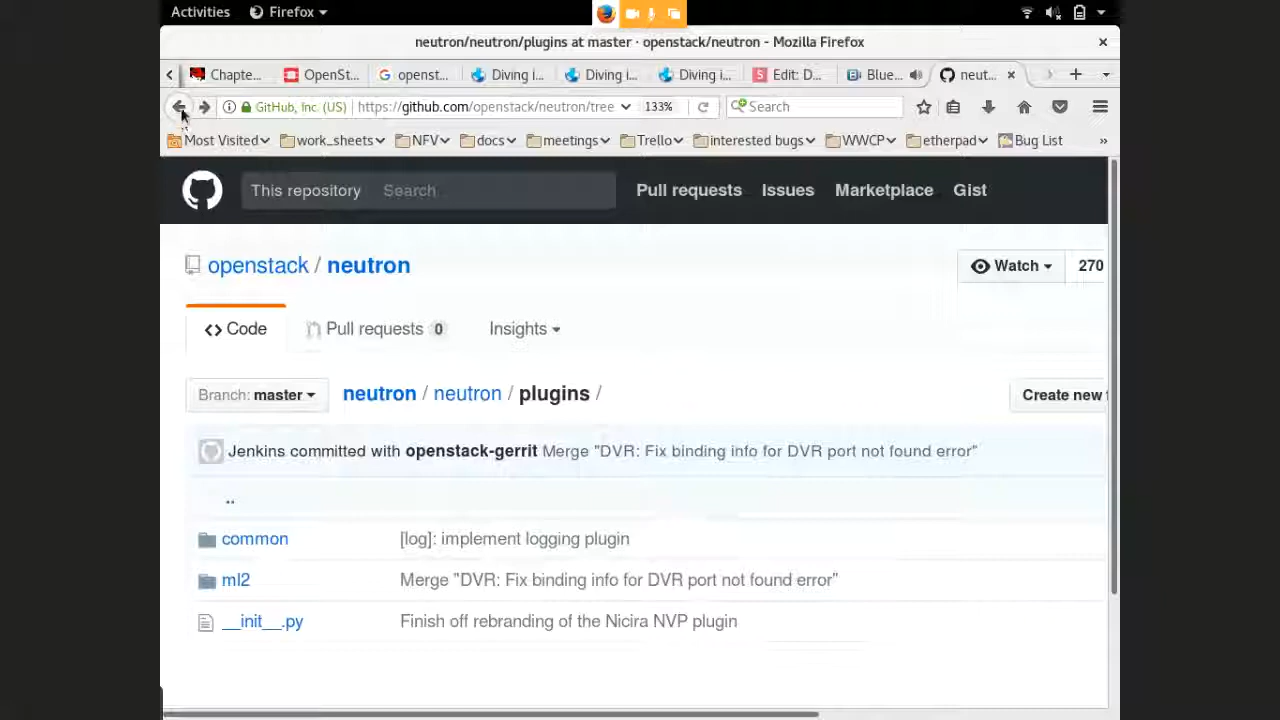 Activities Firefox
neutron/neutron/plugins at master · openstack/neutron - Mozilla Firefox
Chapte... OpenSt... openst... Diving i... Diving i... Diving i... Edit: D... Blue... neut...
GitHub, Inc. (US) https://github.com/openstack/neutron/tree 133% Search
Most Visited work_sheets NFV docs meetings Trello interested bugs WWCP etherpad Bug List »
This repository Search... Pull requests Issues Marketplace Gist
openstack / neutron Watch 270
Code Pull requests 0 Insights
Branch: master neutron / neutron / plugins / Create new
Jenkins committed with openstack-gerrit Merge "DVR: Fix binding info for DVR port not found error"
..
common [log]: implement logging plugin
ml2 Merge "DVR: Fix binding info for DVR port not found error"
__init__.py Finish off rebranding of the Nicira NVP plugin